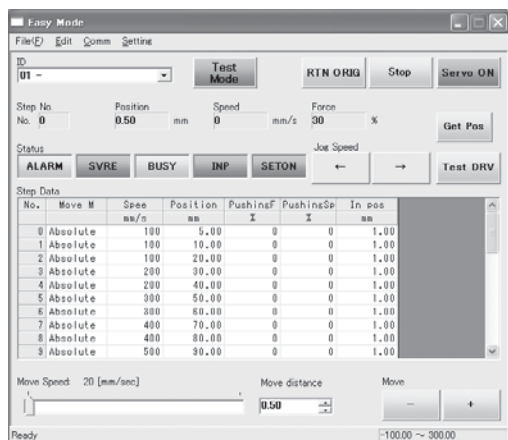 Easy Mode
File(F) Edit Comm Setting
ID
01 -
Test Mode
RTN ORIG
Stop
Servo ON
Step No. Position Speed Force
No. 0 0.50 mm 0 mm/s 30 %
Get Pos
Status Jog Speed
ALARM SVRE BUSY INP SETON ← → Test DRV
Step Data
No. Move M Spee Position PushingF PushingSp In pos
mm/s mm % % mm
0 Absolute 100 5.00 0 0 1.00
1 Absolute 100 10.00 0 0 1.00
2 Absolute 100 20.00 0 0 1.00
3 Absolute 200 30.00 0 0 1.00
4 Absolute 200 40.00 0 0 1.00
5 Absolute 300 50.00 0 0 1.00
6 Absolute 300 60.00 0 0 1.00
7 Absolute 400 70.00 0 0 1.00
8 Absolute 400 80.00 0 0 1.00
9 Absolute 500 90.00 0 0 1.00
Move Speed: 20 [mm/sec] Move distance Move
0.50 - +
Ready -100.00 ~ 300.00